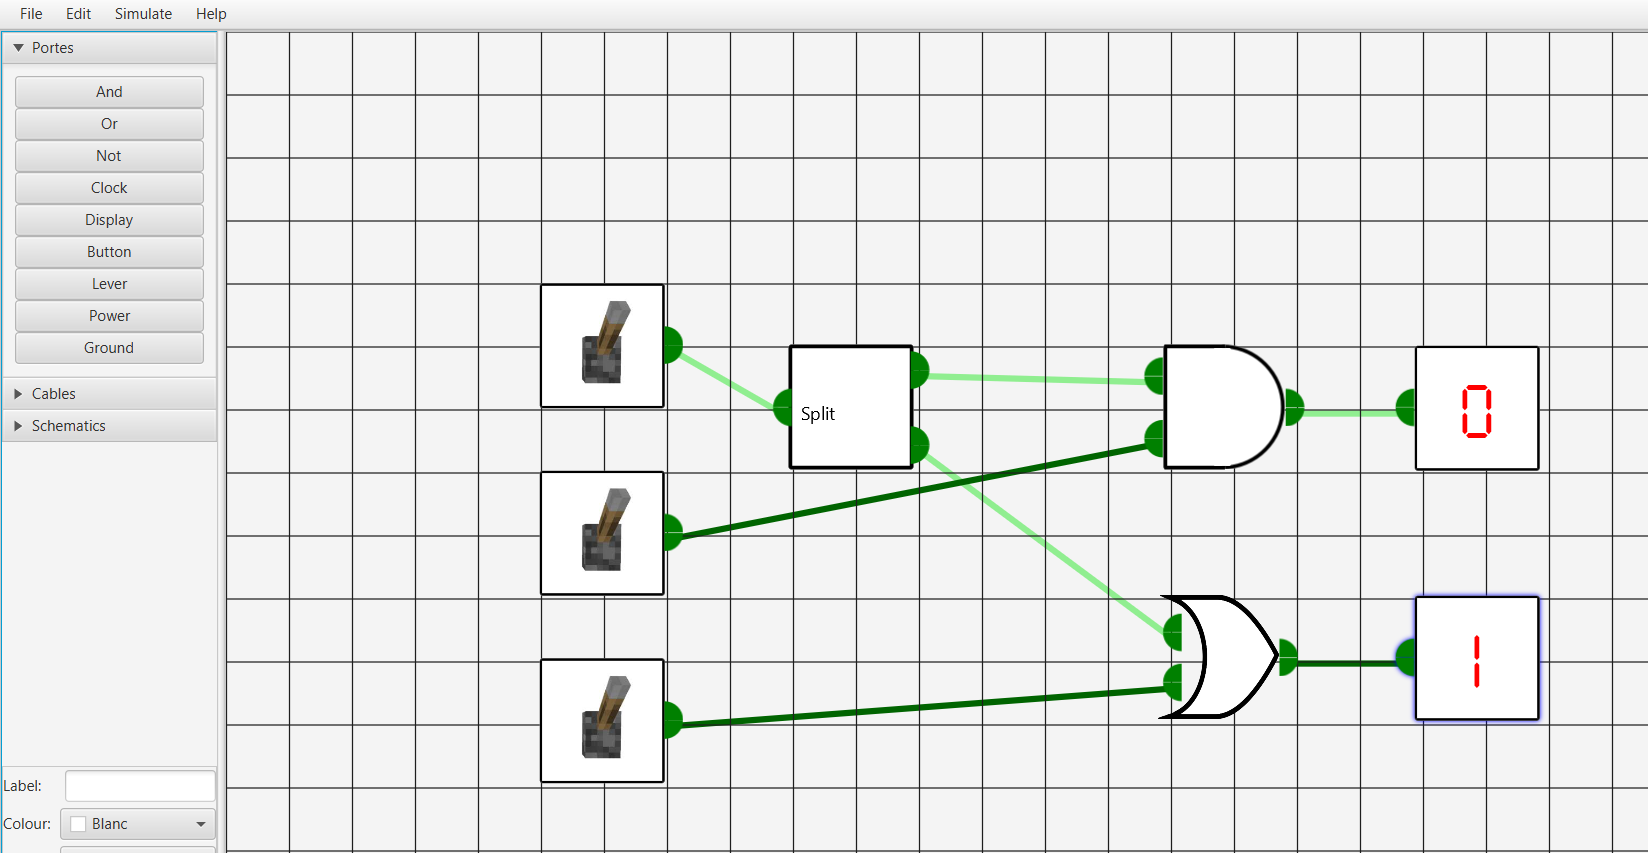 File Edit Simulate Help
Portes
And
Or
Not
Clock
Display
Button
Lever
Power
Ground
Cables
Schematics
Split
0
1
Label:
Colour: Blanc